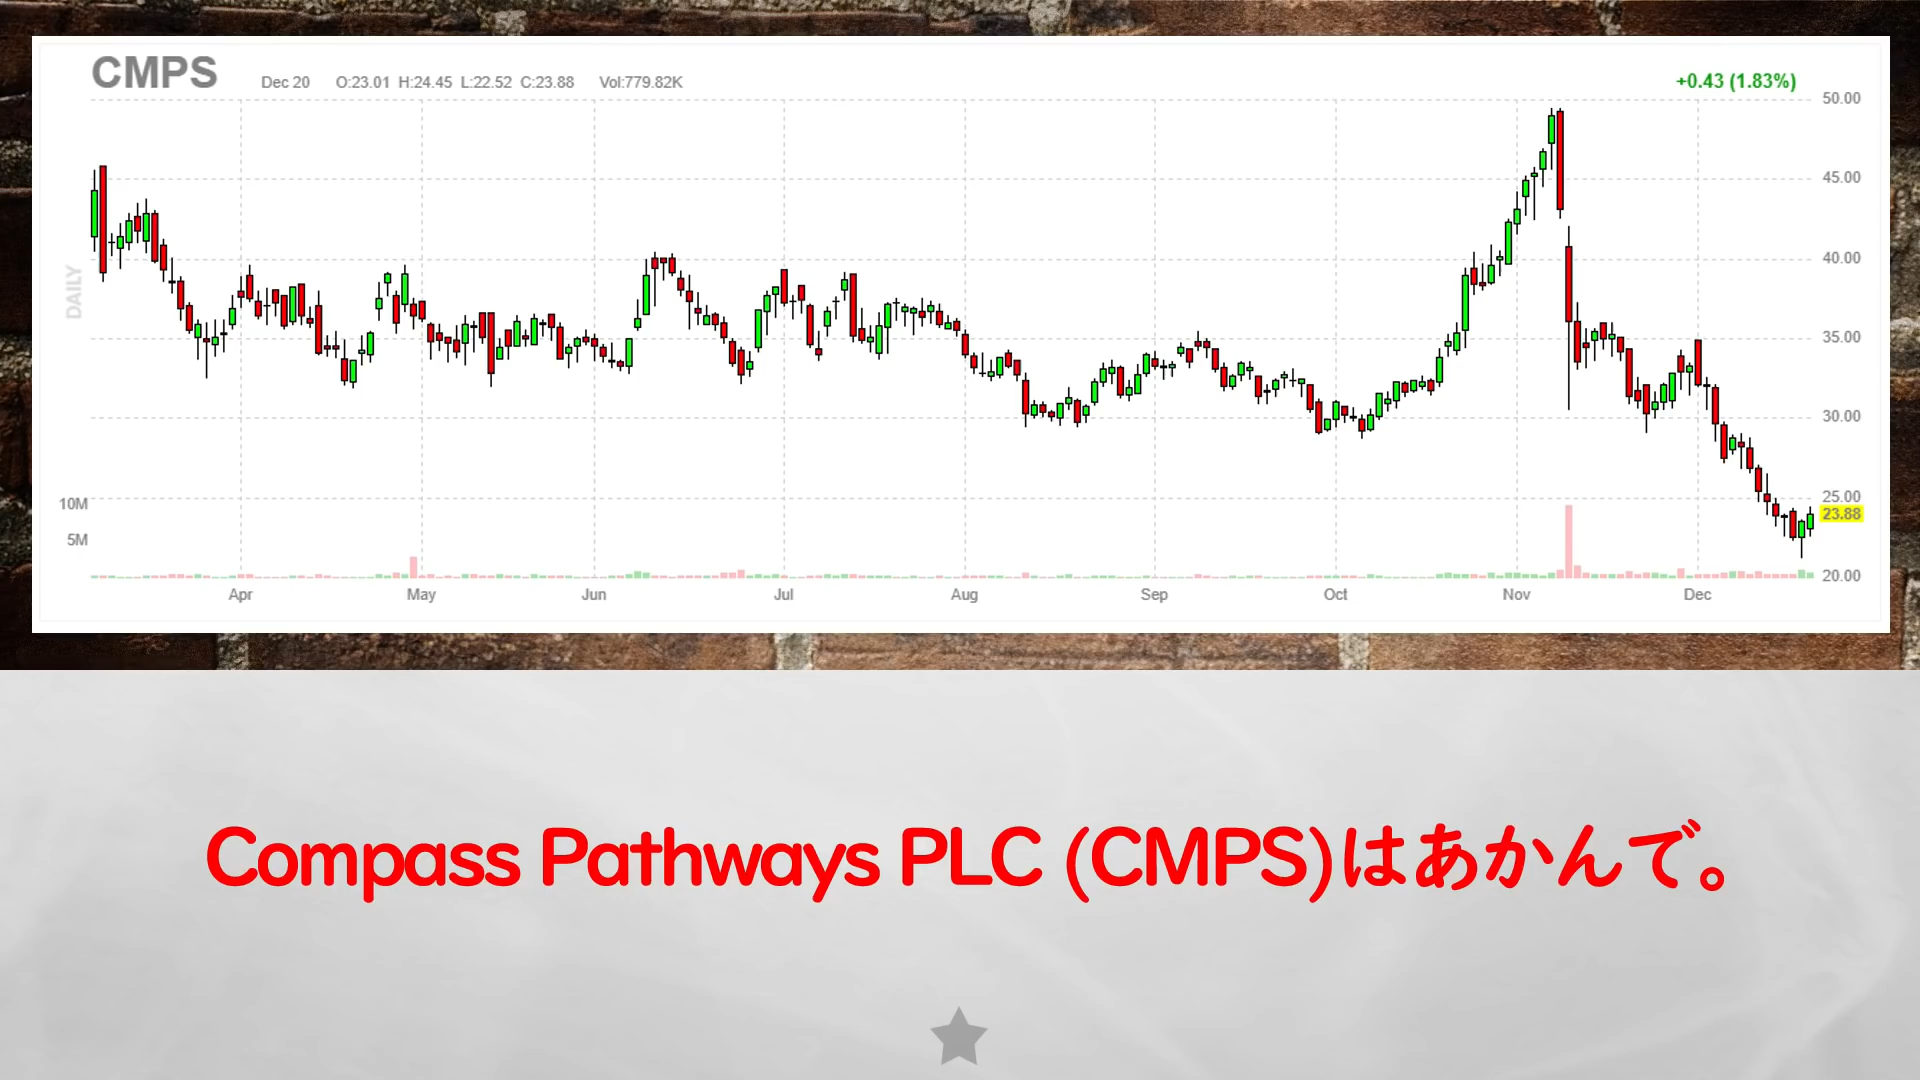 CMPS Dec 20 O:23.01 H:24.45 L:22.52 C:23.88 Vol:779.82K +0.43 (1.83%)
50.00
45.00
40.00
DAILY
35.00
30.00
25.00
10M
23.88
5M
20.00
Apr May Jun Jul Aug Sep Oct Nov Dec
Compass Pathways PLC (CMPS)はあかんで。